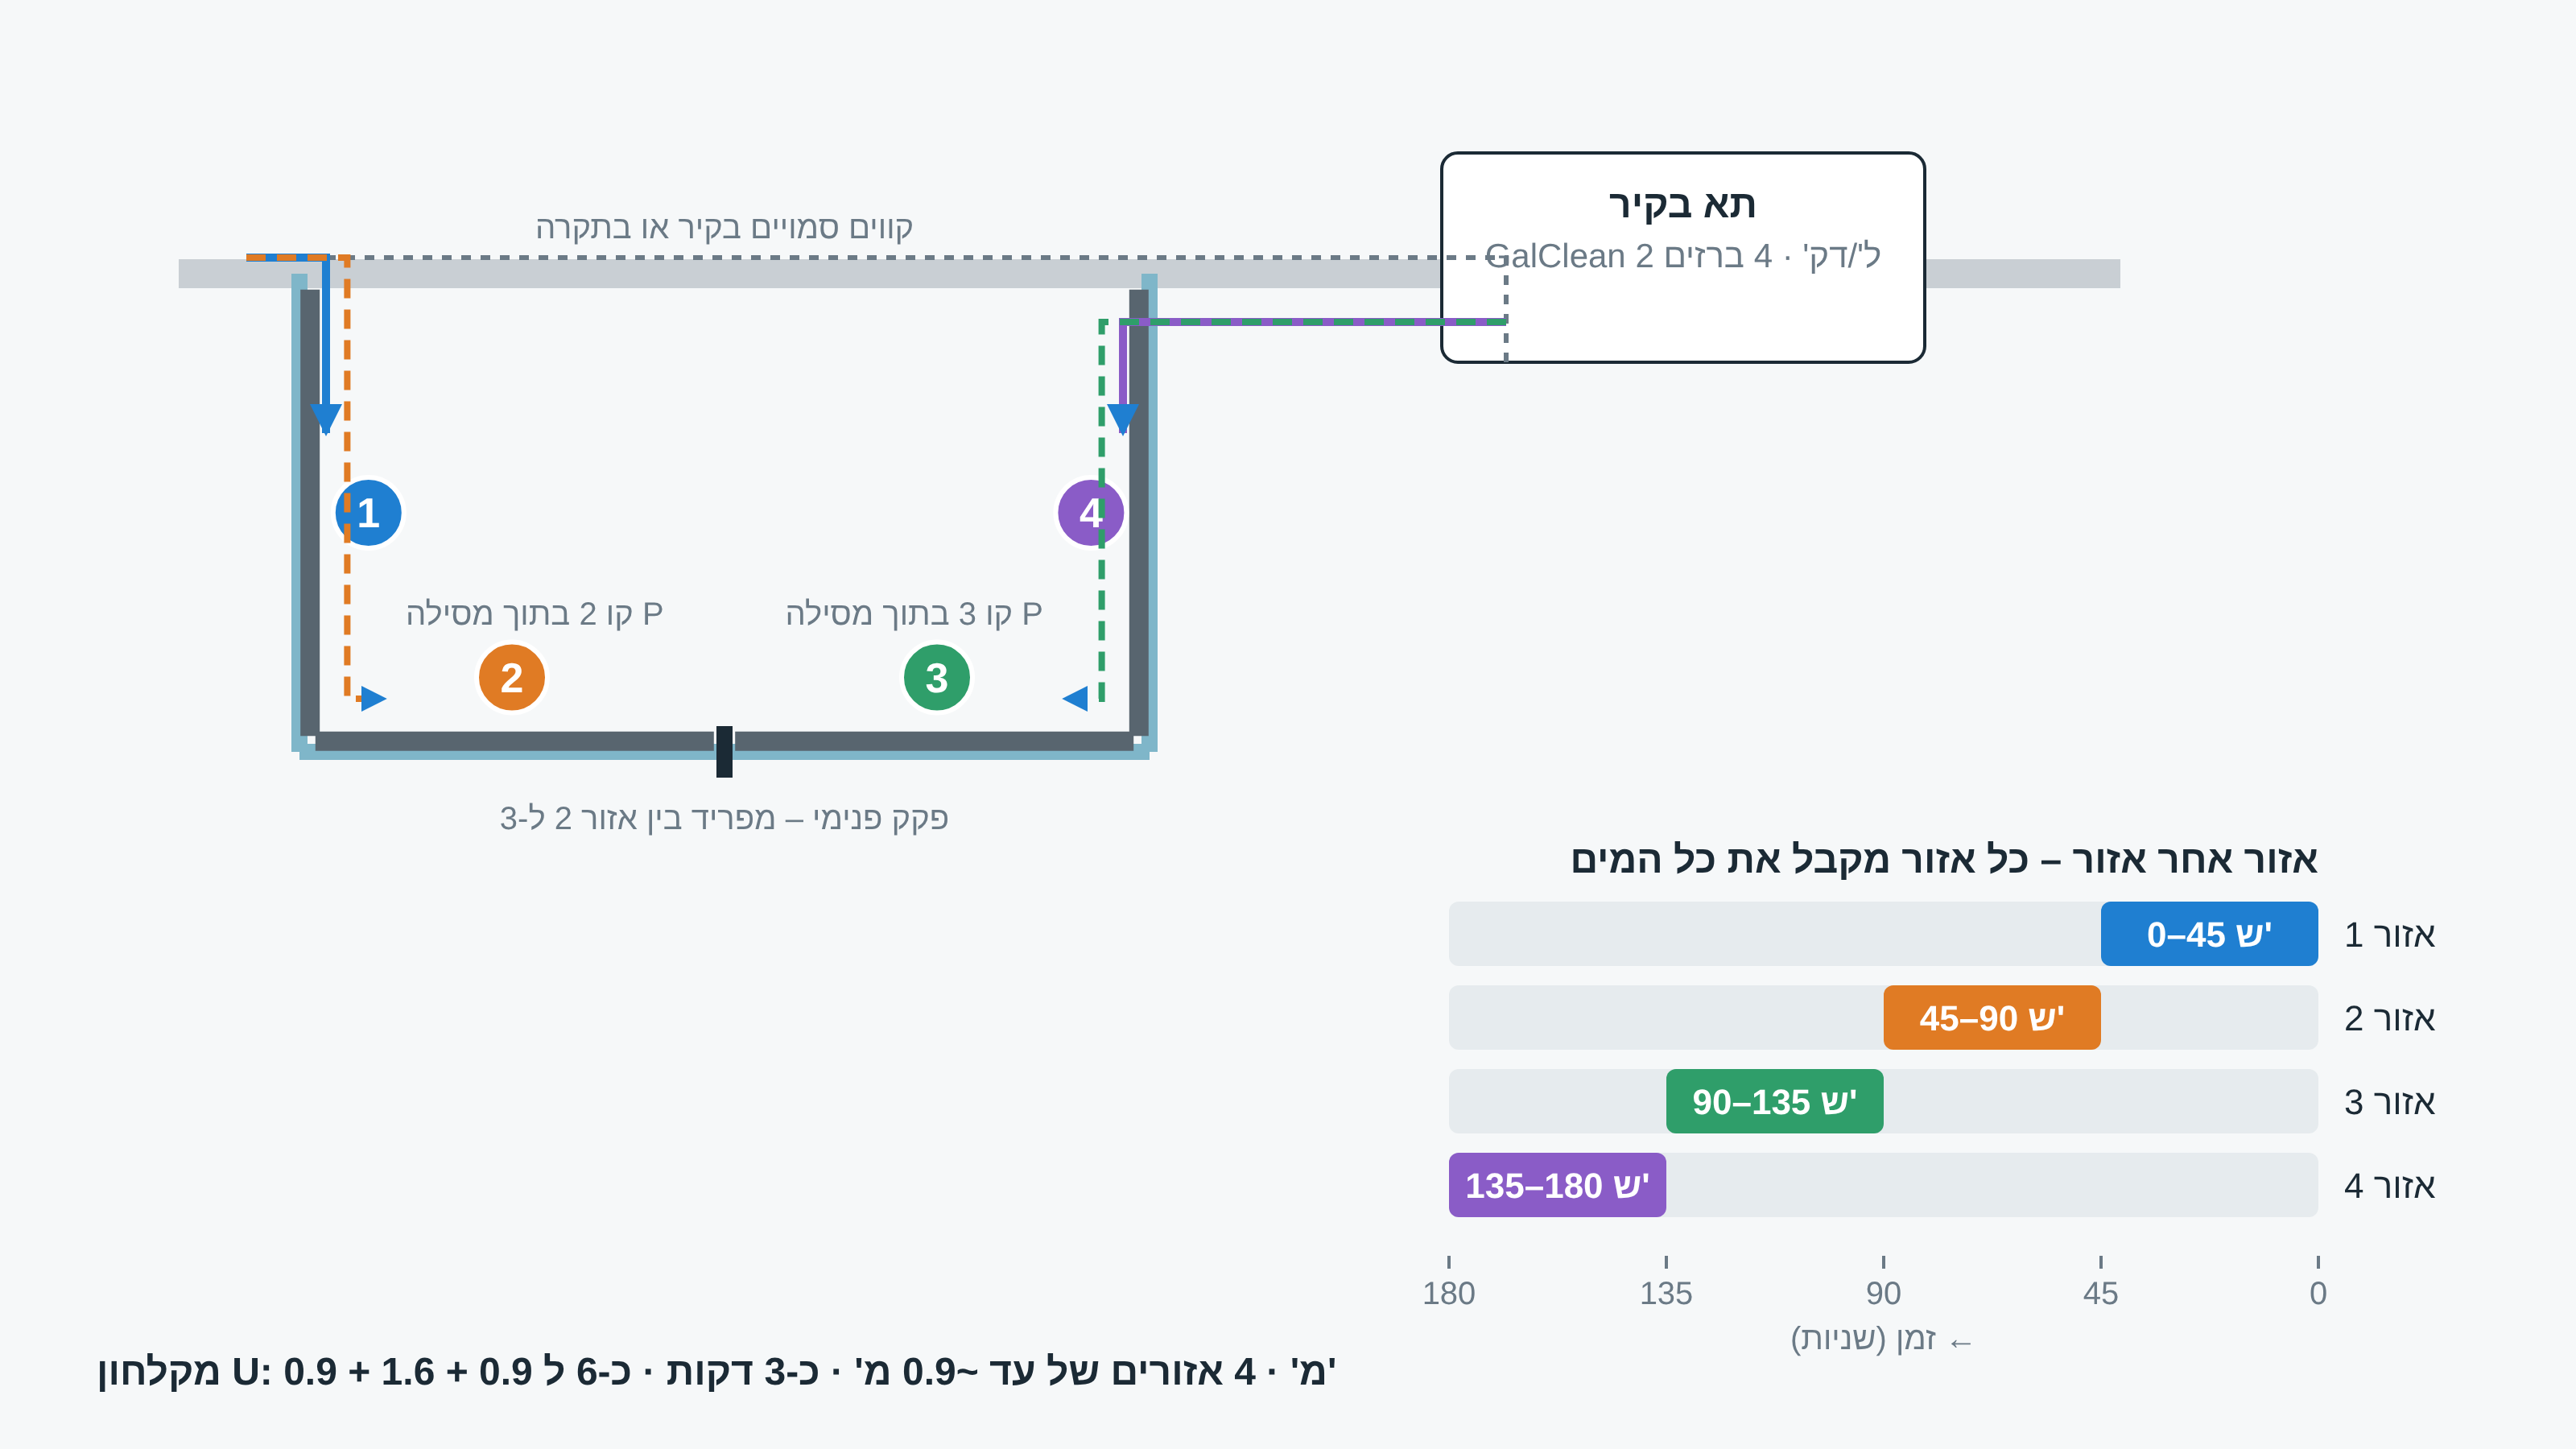 תא בקיר
GalClean 2 ל'/דק' · 4 ברזים
קווים סמויים בקיר או בתקרה
1
4
P קו 2 בתוך מסילה
P קו 3 בתוך מסילה
2
3
פקק פנימי – מפריד בין אזור 2 ל-3
אזור אחר אזור – כל אזור מקבל את כל המים
אזור 1
0–45 ש'
אזור 2
45–90 ש'
אזור 3
90–135 ש'
אזור 4
135–180 ש'
0
45
90
135
180
← זמן (שניות)
מקלחון U: 0.9 + 1.6 + 0.9 מ' · 4 אזורים של עד ~0.9 מ' · כ-3 דקות · כ-6 ל'